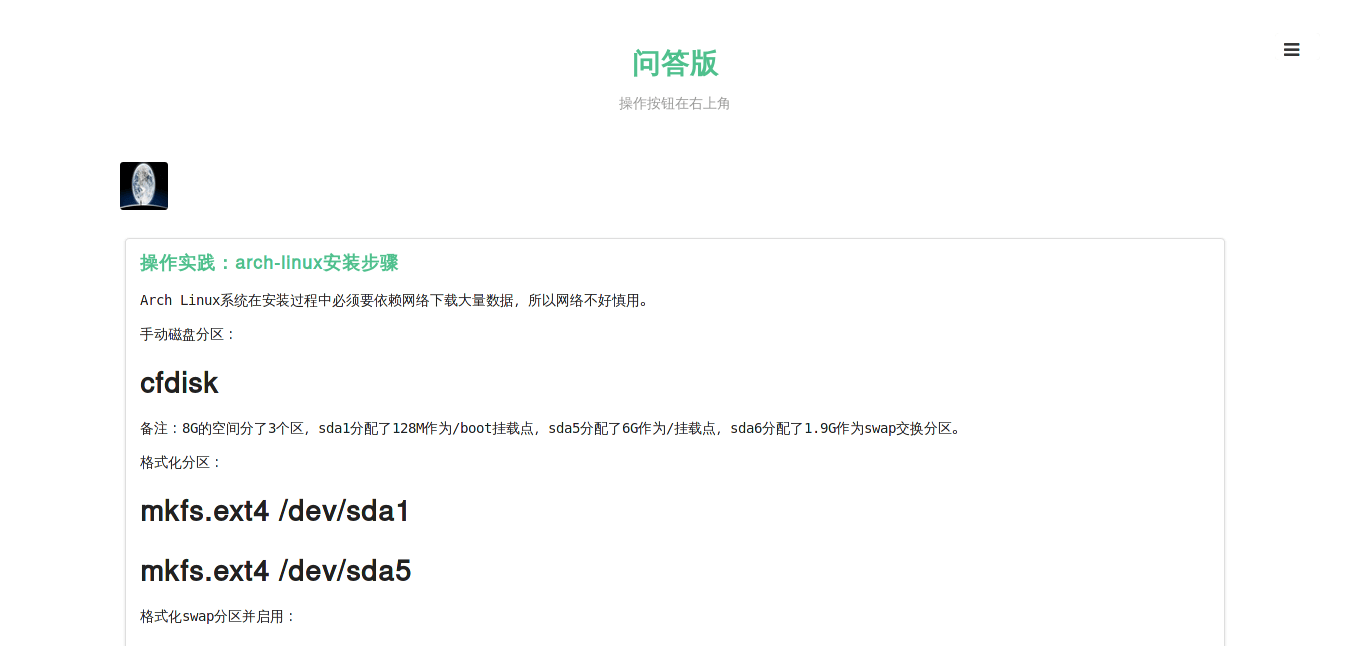 问答版
操作按钮在右上角
操作实践：arch-linux安装步骤
Arch Linux系统在安装过程中必须要依赖网络下载大量数据，所以网络不好慎用。
手动磁盘分区：
cfdisk
备注：8G的空间分了3个区，sda1分配了128M作为/boot挂载点，sda5分配了6G作为/挂载点，sda6分配了1.9G作为swap交换分区。
格式化分区：
mkfs.ext4 /dev/sda1
mkfs.ext4 /dev/sda5
格式化swap分区并启用：